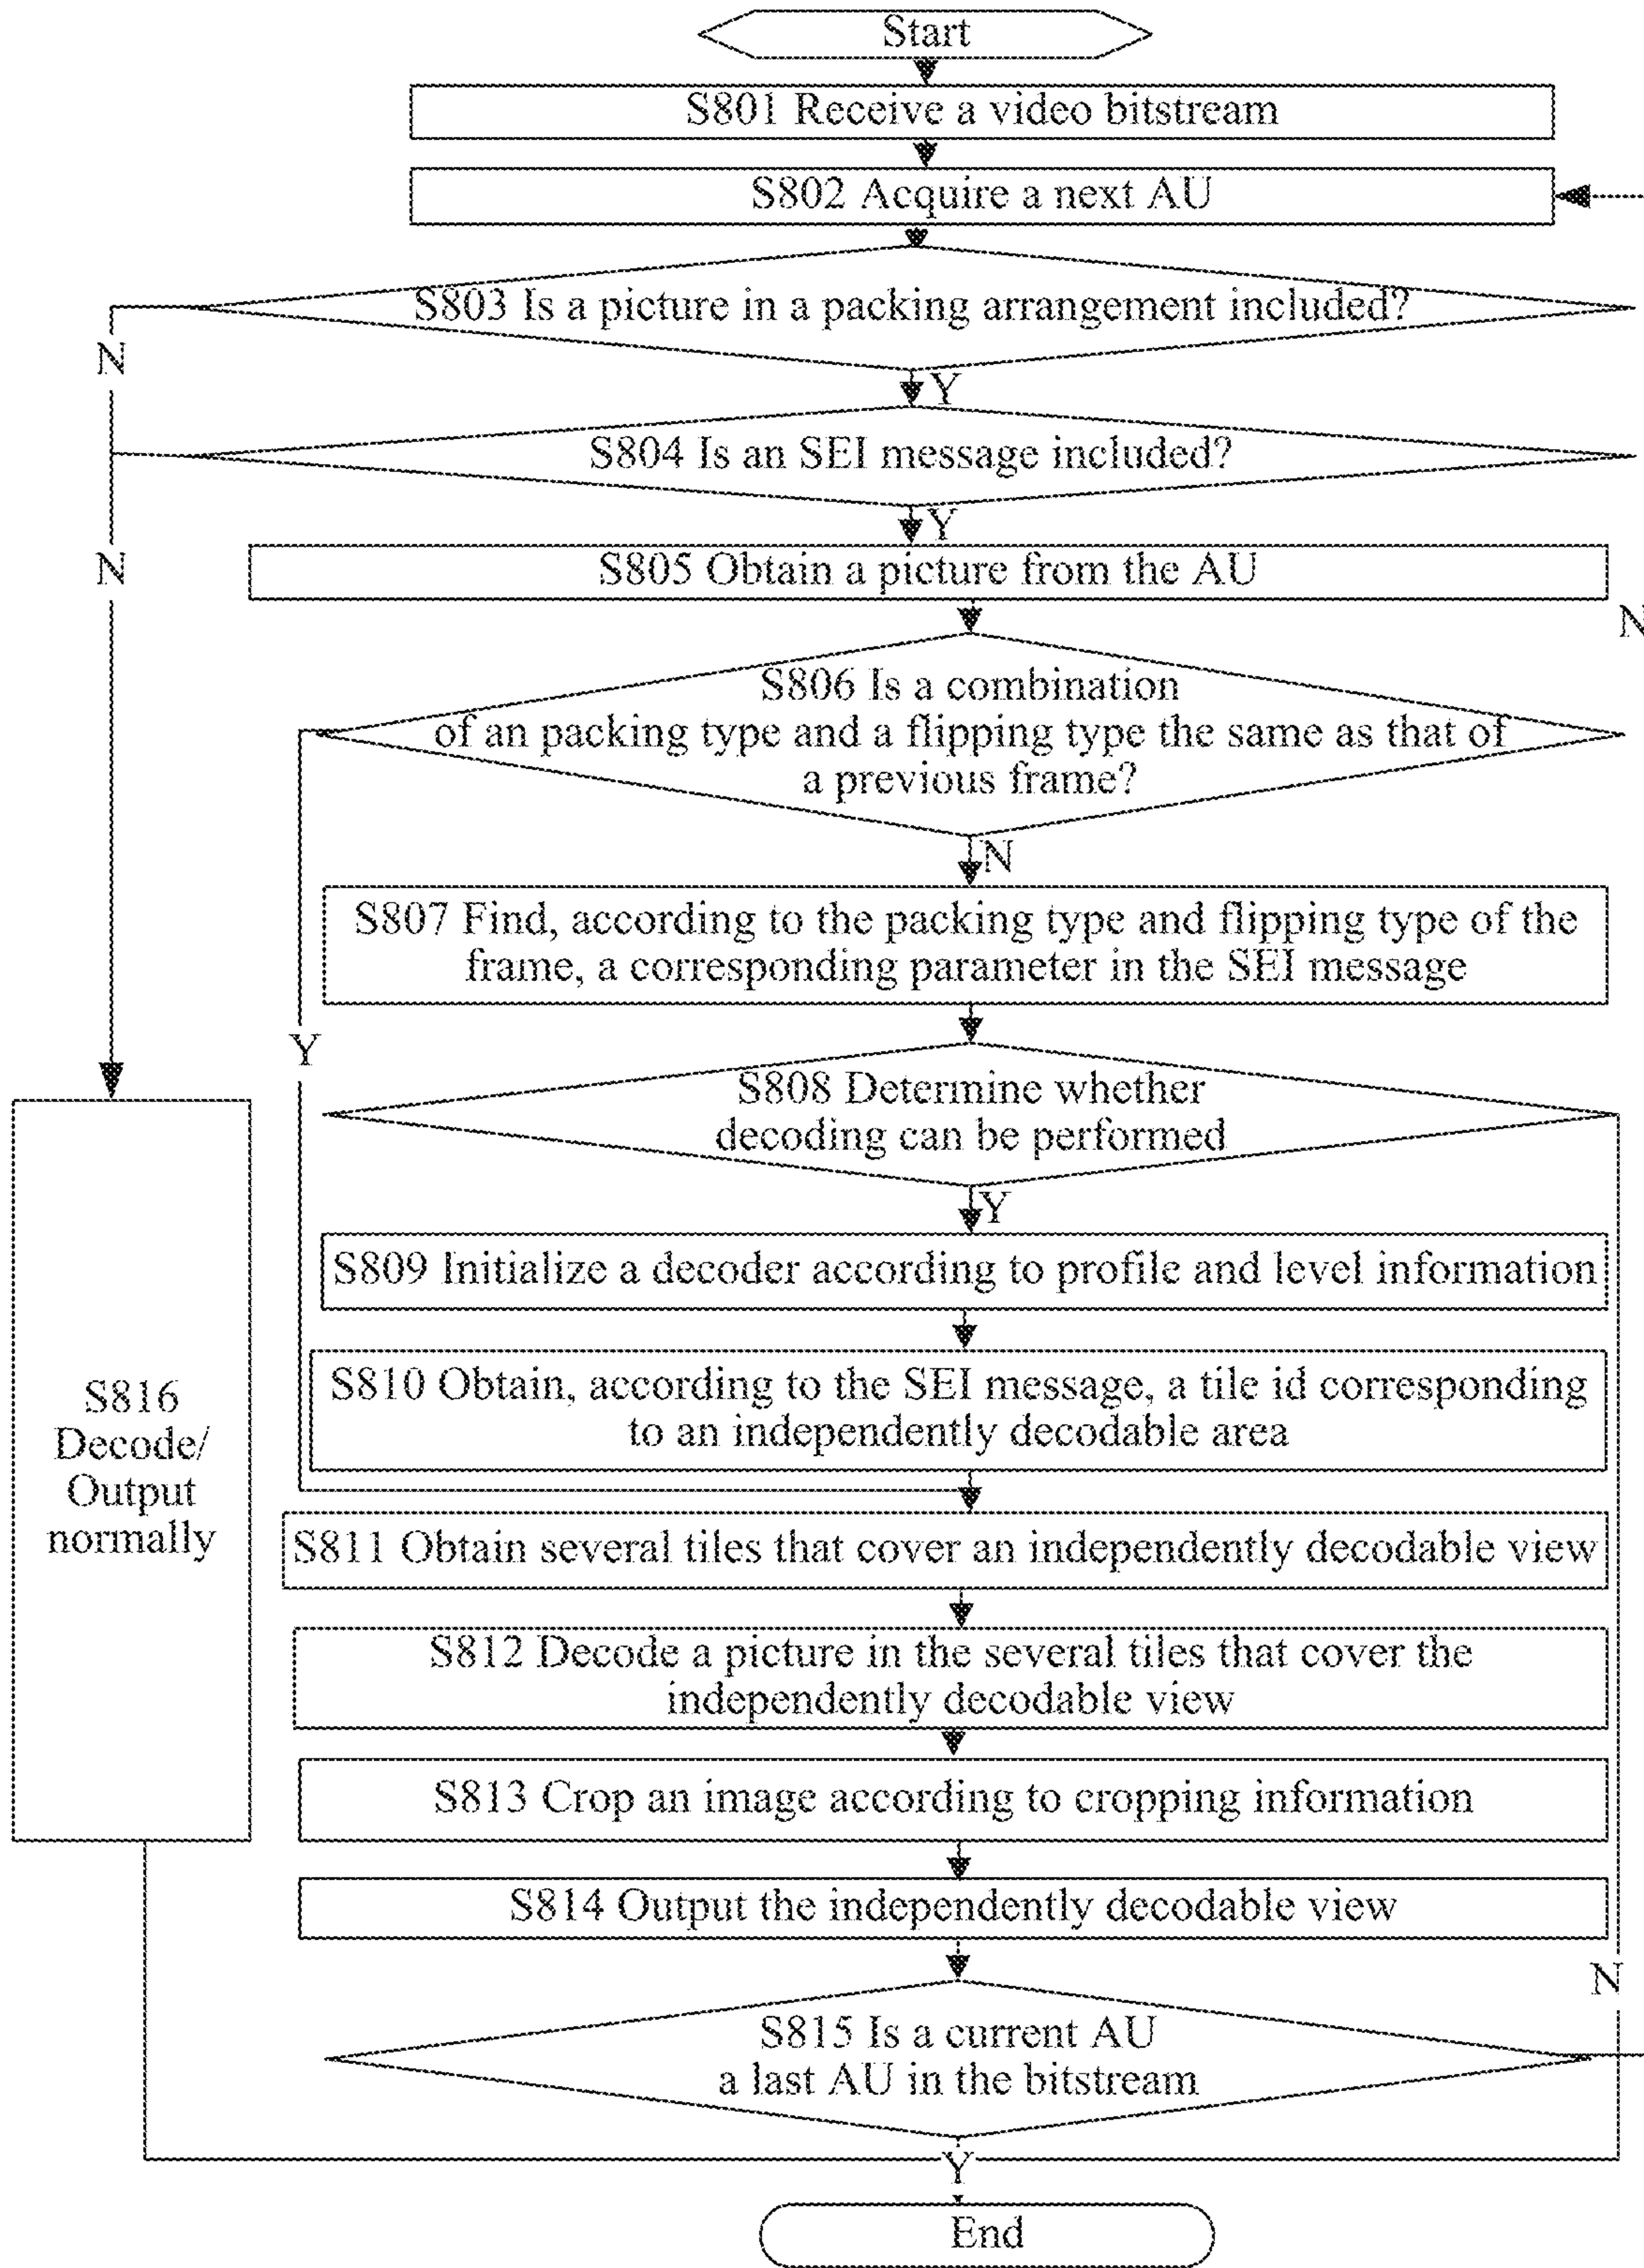 Start
S801 Receive a video bitstream
S802 Acquire a next AU
S803 Is a picture in a packing arrangement included?
N
Y
S804 Is an SEI message included?
Y
N
S805 Obtain a picture from the AU
N
S806 Is a combination
of an packing type and a flipping type the same as that of
a previous frame?
N
S807 Find, according to the packing type and flipping type of the
frame, a corresponding parameter in the SEI message
Y
S808 Determine whether
decoding can be performed
Y
S809 Initialize a decoder according to profile and level information
S810 Obtain, according to the SEI message, a tile id corresponding
to an independently decodable area
S816
Decode/
Output
normally
S811 Obtain several tiles that cover an independently decodable view
S812 Decode a picture in the several tiles that cover the
independently decodable view
S813 Crop an image according to cropping information
S814 Output the independently decodable view
N
S815 Is a current AU
a last AU in the bitstream
Y
End